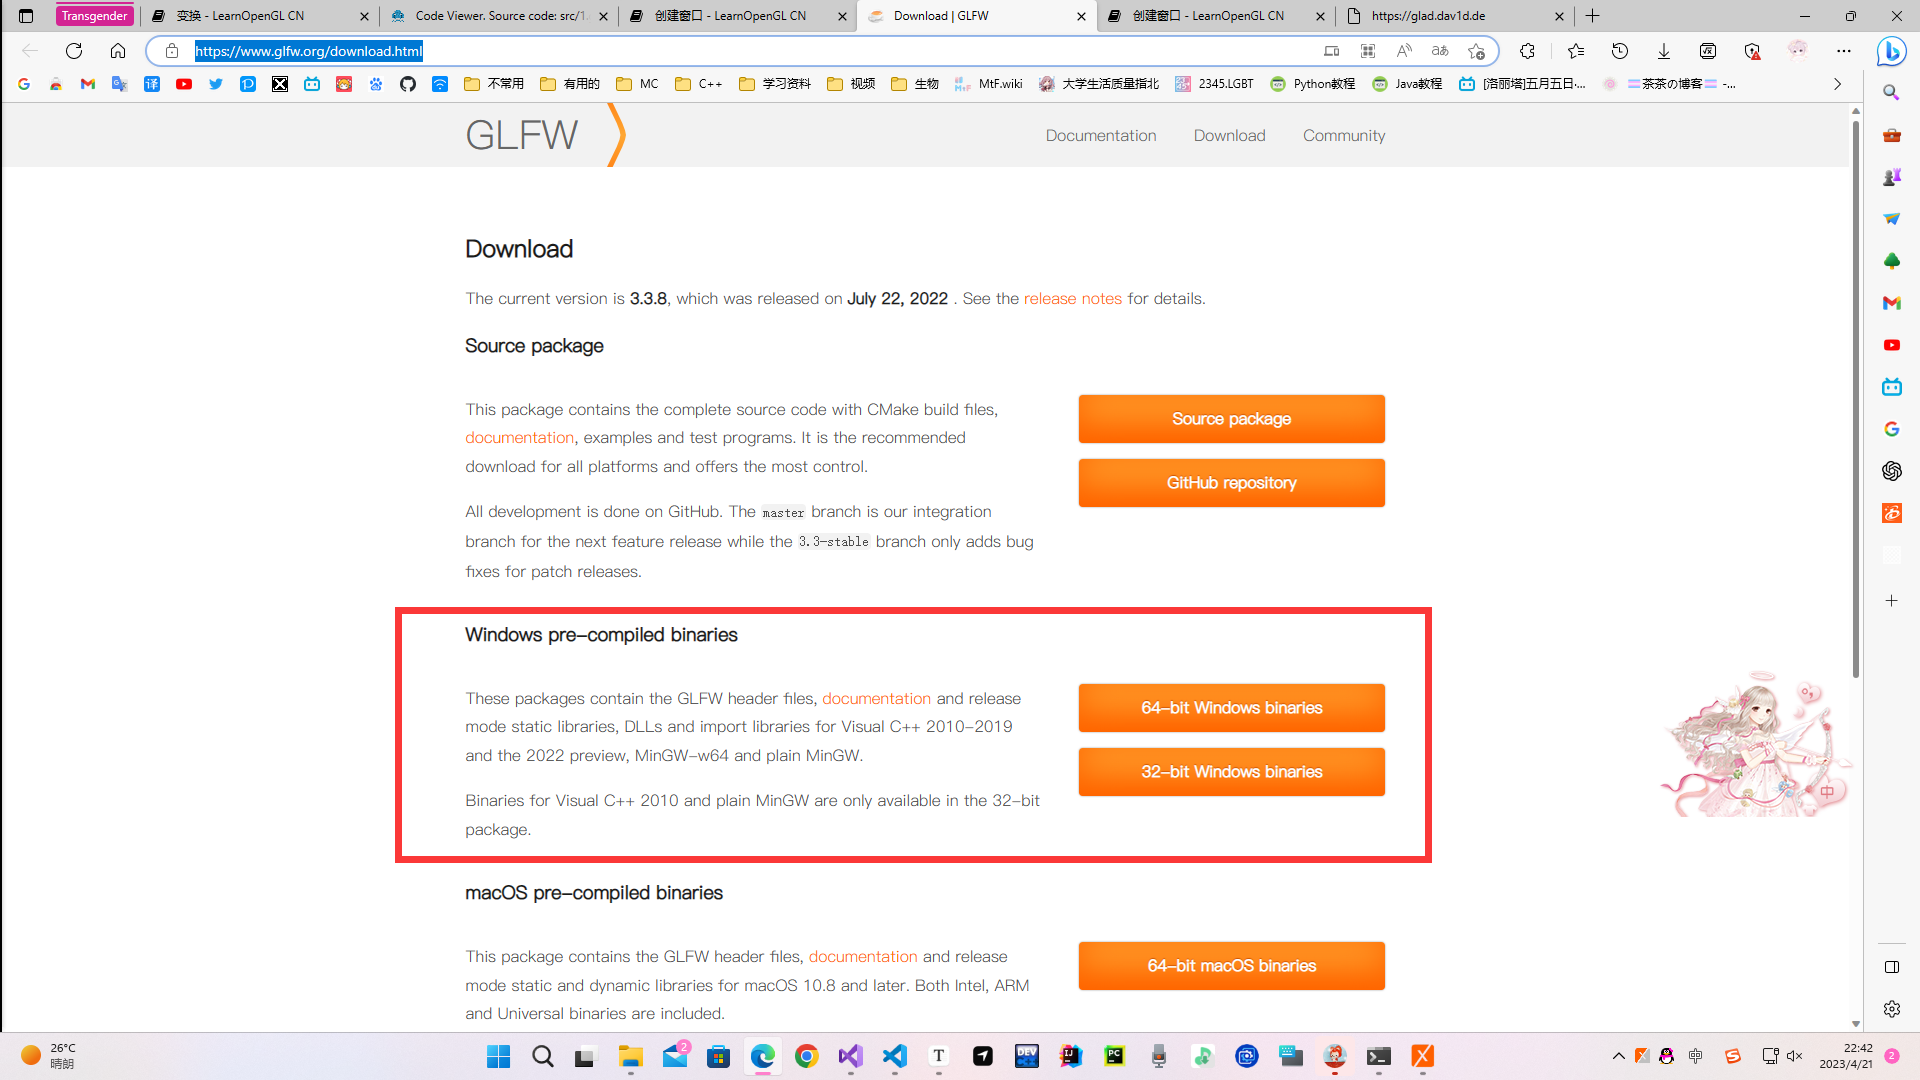 Transgender
变换 - LearnOpenGL CN
Code Viewer. Source code: src/1.
创建窗口 - LearnOpenGL CN
Download | GLFW
创建窗口 - LearnOpenGL CN
https://glad.dav1d.de
https://www.glfw.org/download.html
不常用
有用的
MC
C++
学习资料
视频
生物
MtF.wiki
大学生活质量指北
2345.LGBT
Python教程
Java教程
[洛丽塔]五月五日·...
茶茶の博客 -...
GLFW
Documentation
Download
Community
Download
The current version is 3.3.8, which was released on July 22, 2022 . See the release notes for details.
Source package
This package contains the complete source code with CMake build files,
documentation, examples and test programs. It is the recommended
download for all platforms and offers the most control.
Source package
GitHub repository
All development is done on GitHub. The master branch is our integration
branch for the next feature release while the 3.3-stable branch only adds bug
fixes for patch releases.
Windows pre-compiled binaries
These packages contain the GLFW header files, documentation and release
mode static libraries, DLLs and import libraries for Visual C++ 2010-2019
and the 2022 preview, MinGW-w64 and plain MinGW.
64-bit Windows binaries
32-bit Windows binaries
Binaries for Visual C++ 2010 and plain MinGW are only available in the 32-bit
package.
macOS pre-compiled binaries
This package contains the GLFW header files, documentation and release
mode static and dynamic libraries for macOS 10.8 and later. Both Intel, ARM
and Universal binaries are included.
64-bit macOS binaries
中
26°C
晴朗
2
T
DEV
IJ
PC
中
22:42
2023/4/21
2